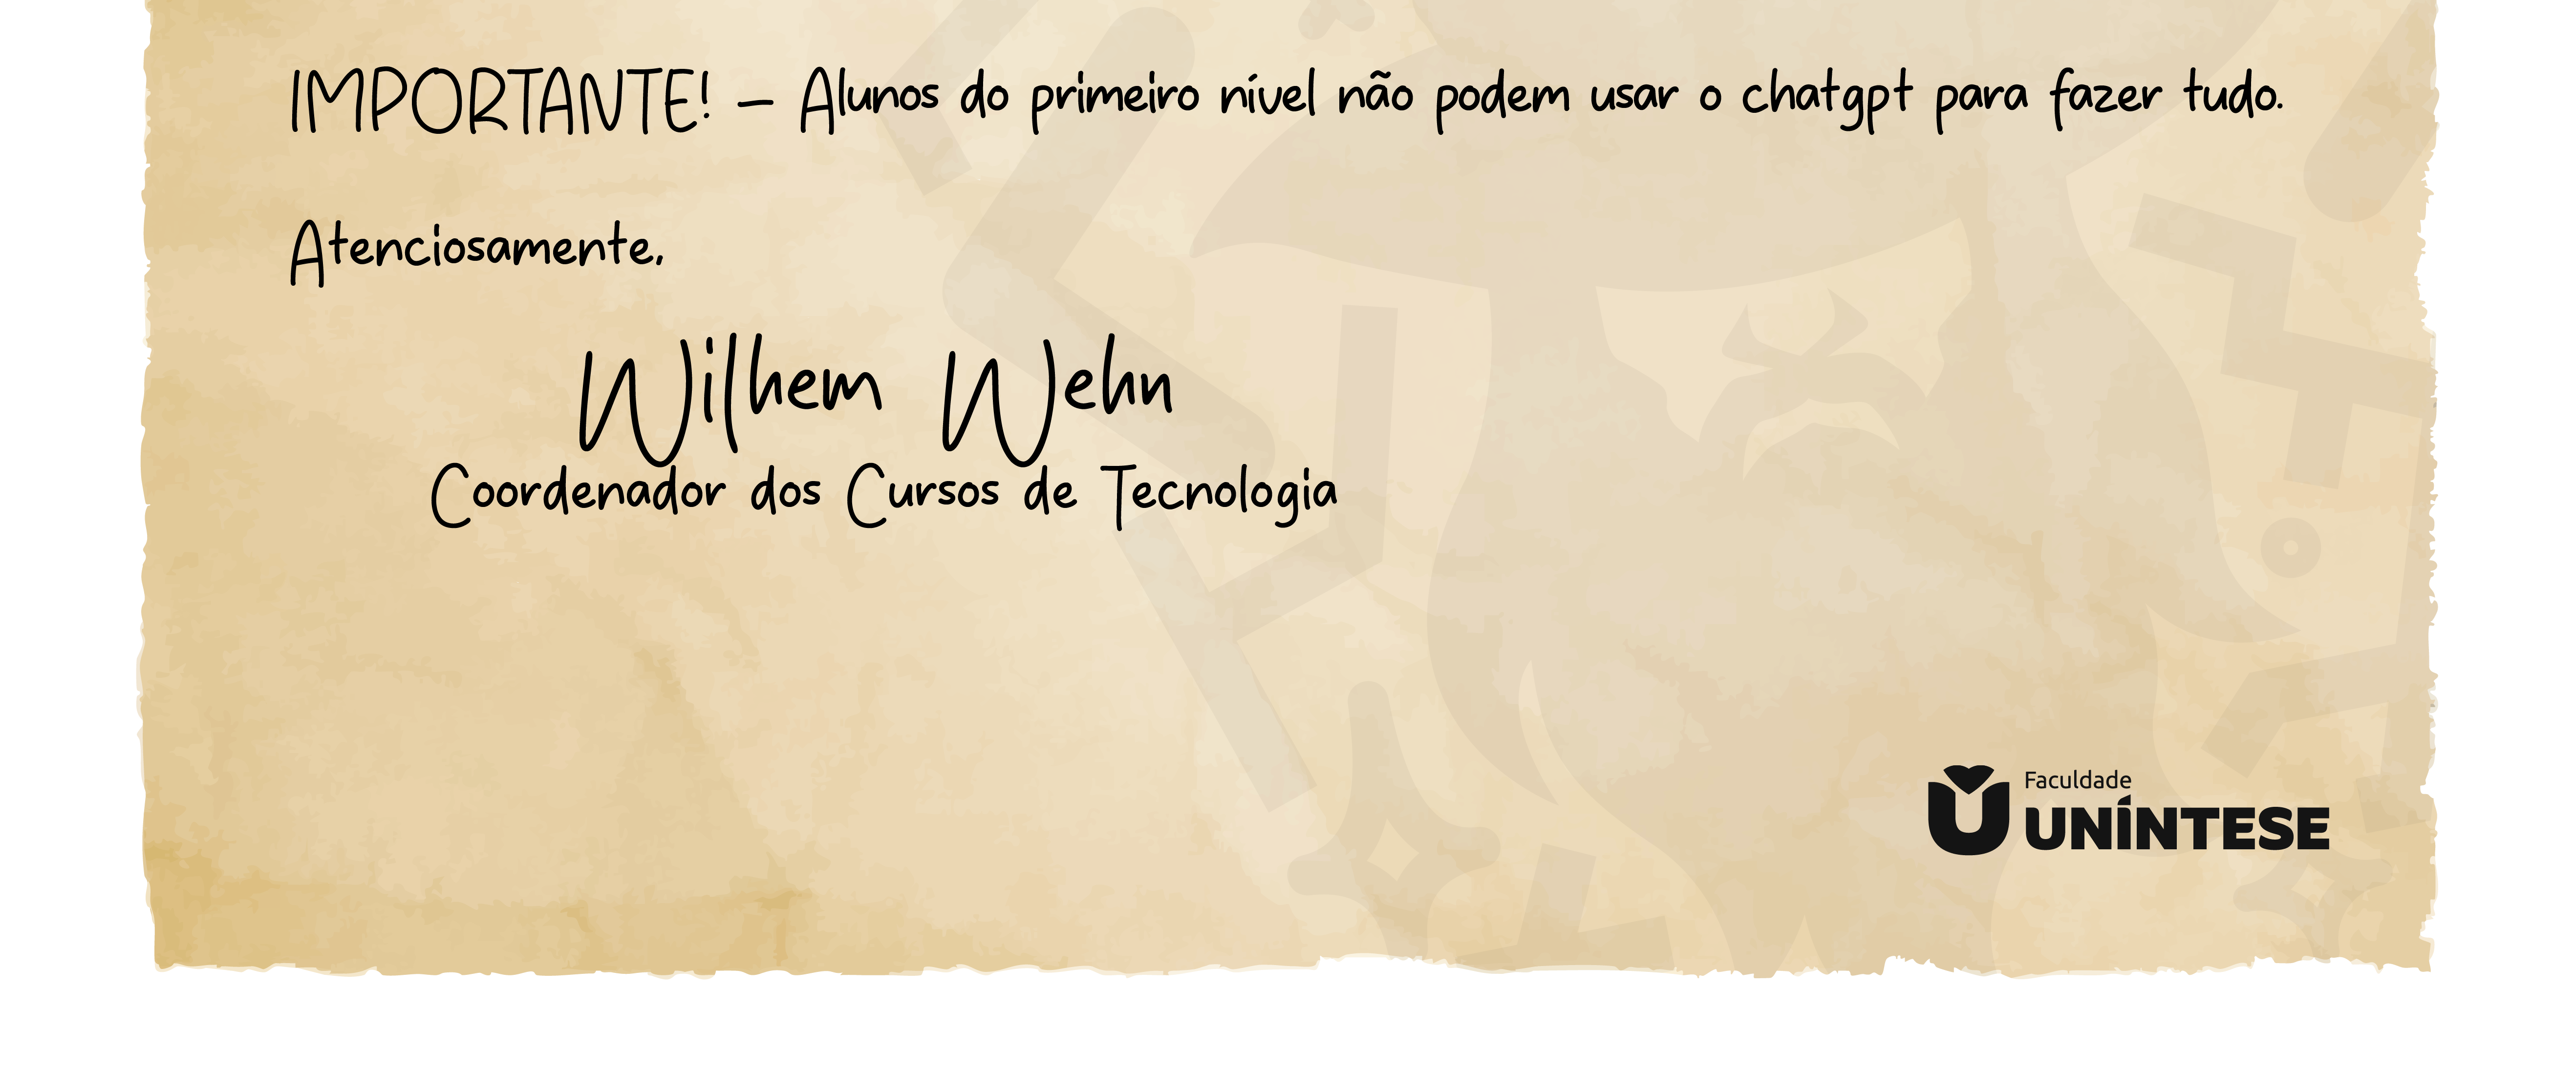 IMPORTANTE! – Alunos do primeiro nível não podem usar o chatgpt para fazer tudo.
Atenciosamente,
Wilhem Wehn
Coordenador dos Cursos de Tecnologia
Faculdade
UNÍNTESE